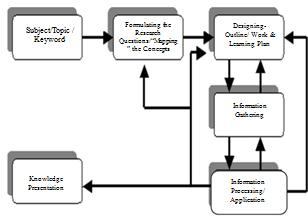 Subject/Topic /
Keyword
Formulating the
Research
Questions/"Mapping
" the Concepts
Designing-
Outline/ Work &
Learning Plan
Information
Gathering
Knowledge
Presentation
Information
Processing/
Application